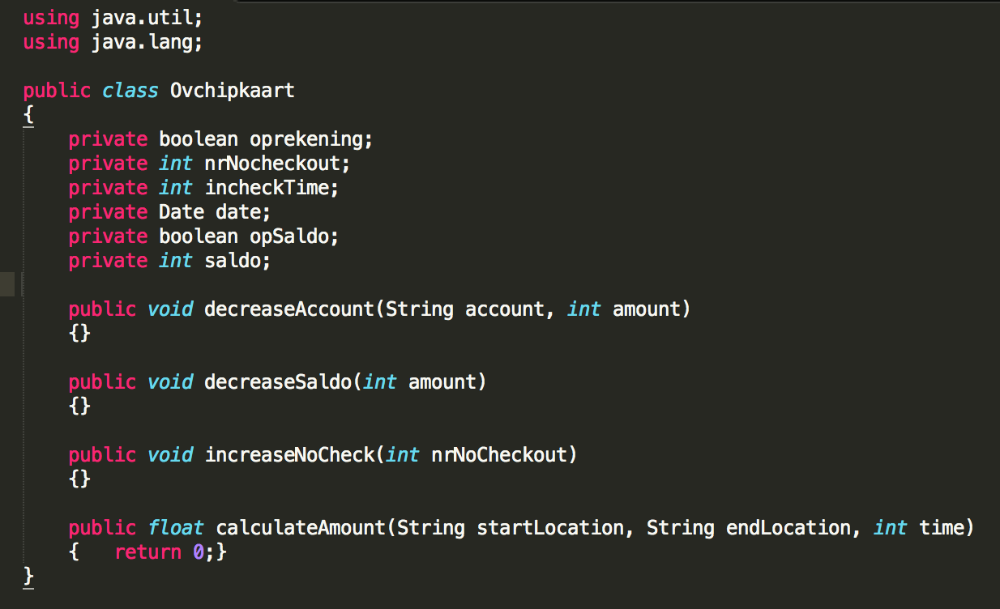 using java.util;
using java.lang;

public class Ovchipkaart
{
    private boolean oprekening;
    private int nrNocheckout;
    private int incheckTime;
    private Date date;
    private boolean opSaldo;
    private int saldo;

    public void decreaseAccount(String account, int amount)
    {}

    public void decreaseSaldo(int amount)
    {}

    public void increaseNoCheck(int nrNoCheckout)
    {}

    public float calculateAmount(String startLocation, String endLocation, int time)
    {   return 0;}
}